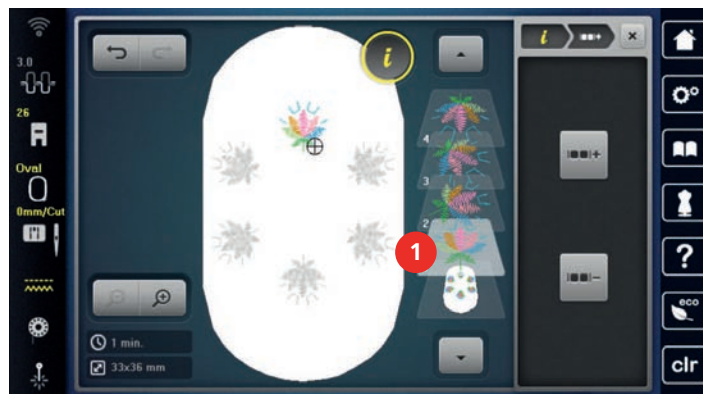 3.0
26
Oval
0mm/Cut
i
i
×
4
3
2
1
1 min.
33x36 mm
?
eco
clr